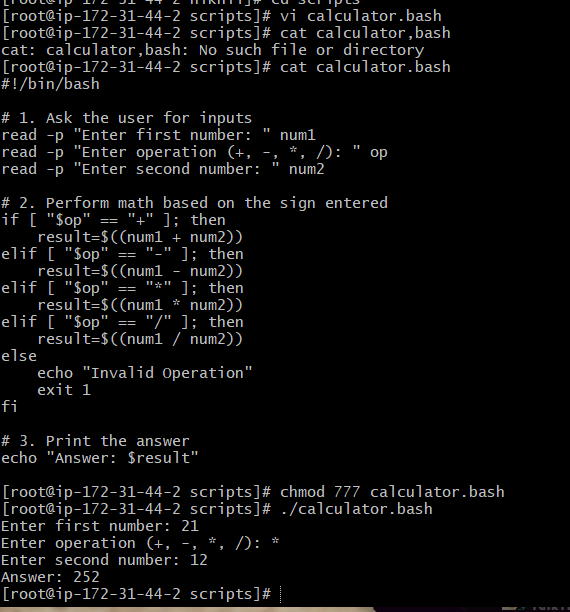 [root@ip-172-31-44-2 scripts]# vi calculator.bash
[root@ip-172-31-44-2 scripts]# cat calculator,bash
cat: calculator,bash: No such file or directory
[root@ip-172-31-44-2 scripts]# cat calculator.bash
#!/bin/bash

# 1. Ask the user for inputs
read -p "Enter first number: " num1
read -p "Enter operation (+, -, *, /): " op
read -p "Enter second number: " num2

# 2. Perform math based on the sign entered
if [ "$op" == "+" ]; then
    result=$((num1 + num2))
elif [ "$op" == "-" ]; then
    result=$((num1 - num2))
elif [ "$op" == "*" ]; then
    result=$((num1 * num2))
elif [ "$op" == "/" ]; then
    result=$((num1 / num2))
else
    echo "Invalid Operation"
    exit 1
fi

# 3. Print the answer
echo "Answer: $result"

[root@ip-172-31-44-2 scripts]# chmod 777 calculator.bash
[root@ip-172-31-44-2 scripts]# ./calculator.bash
Enter first number: 21
Enter operation (+, -, *, /): *
Enter second number: 12
Answer: 252
[root@ip-172-31-44-2 scripts]#